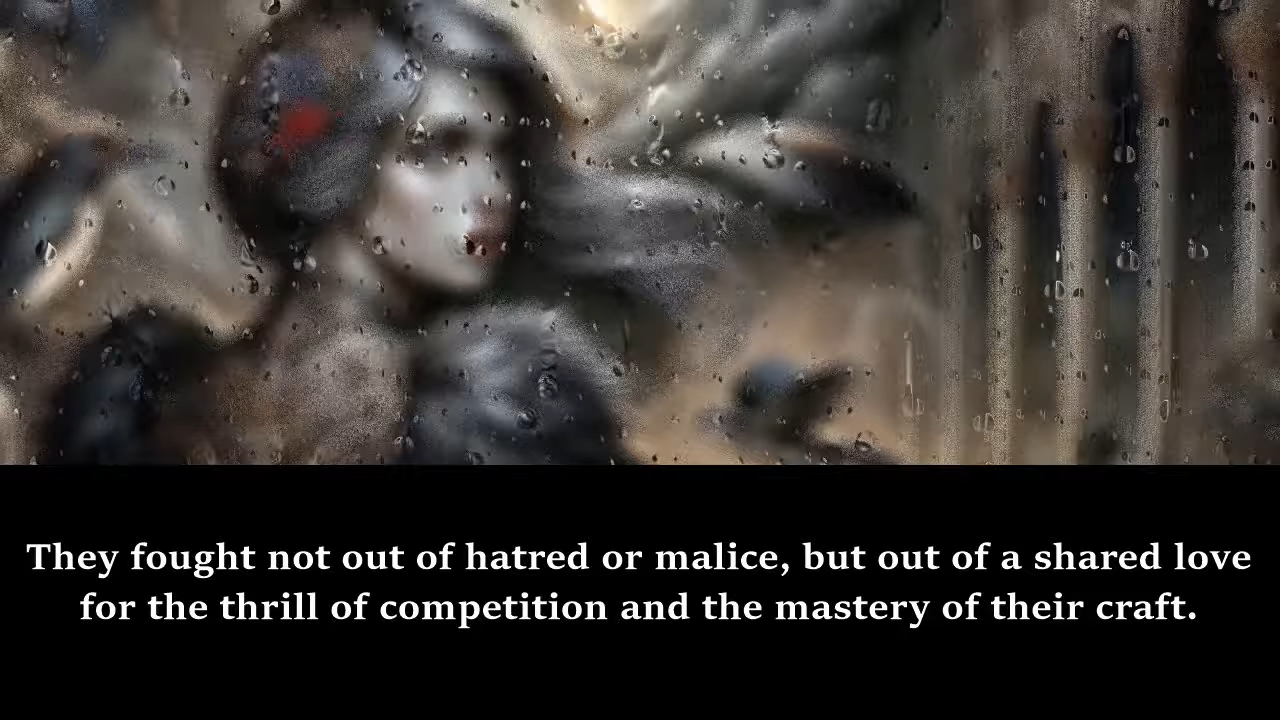 They fought not out of hatred or malice, but out of a shared love
for the thrill of competition and the mastery of their craft.